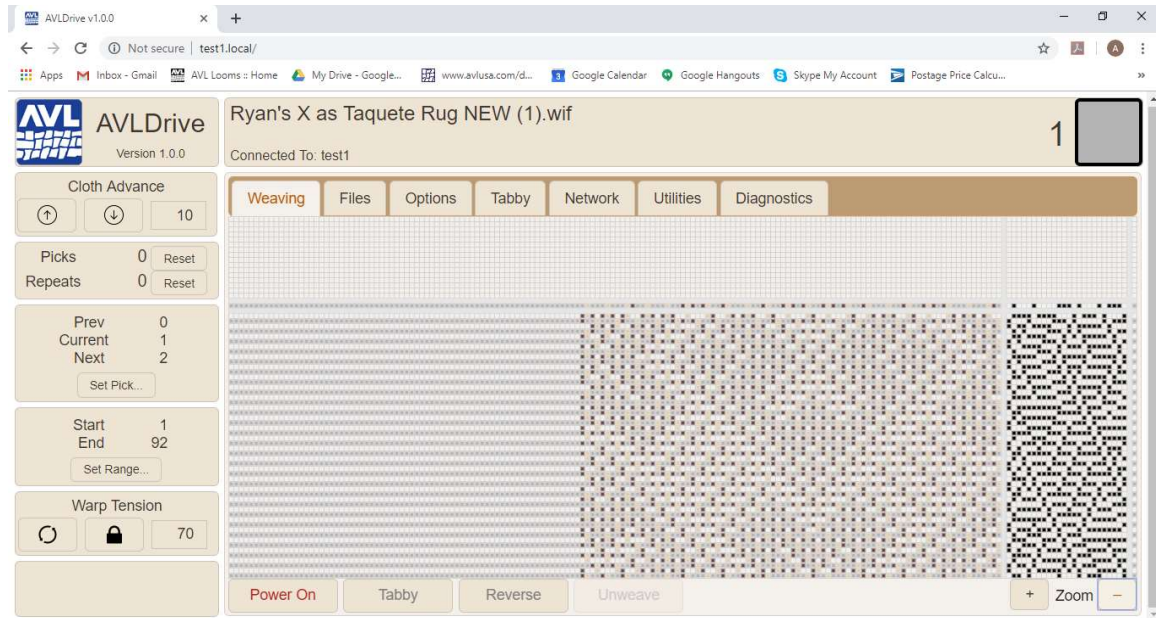 AVL
AVLDrive v1.0.0
Not secure | test1.local/
Apps
Inbox - Gmail
AVL Looms :: Home
My Drive - Google...
www.avlusa.com/d...
3
Google Calendar
Google Hangouts
S
Skype My Account
Postage Price Calcu...
A
AVL
AVLDrive
Version 1.0.0
Ryan's X as Taquete Rug NEW (1).wif
Connected To: test1
1
Cloth Advance
10
Picks 0 Reset
Repeats 0 Reset
Prev 0
Current 1
Next 2
Set Pick...
Start 1
End 92
Set Range...
Warp Tension
70
Weaving Files Options Tabby Network Utilities Diagnostics
Power On Tabby Reverse Unweave
+ Zoom −